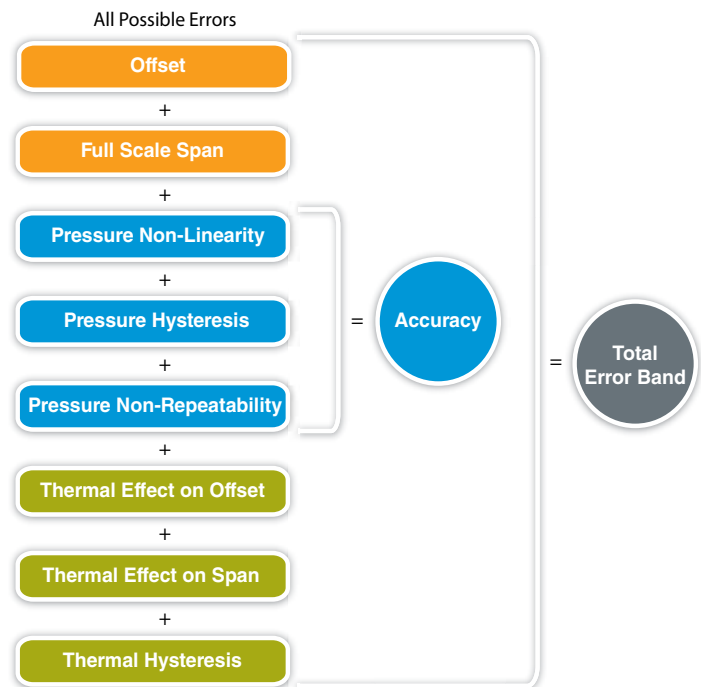 All Possible Errors
Offset
+
Full Scale Span
+
Pressure Non-Linearity
+
Pressure Hysteresis
+
Pressure Non-Repeatability
+
Thermal Effect on Offset
+
Thermal Effect on Span
+
Thermal Hysteresis
=
Accuracy
=
Total
Error Band